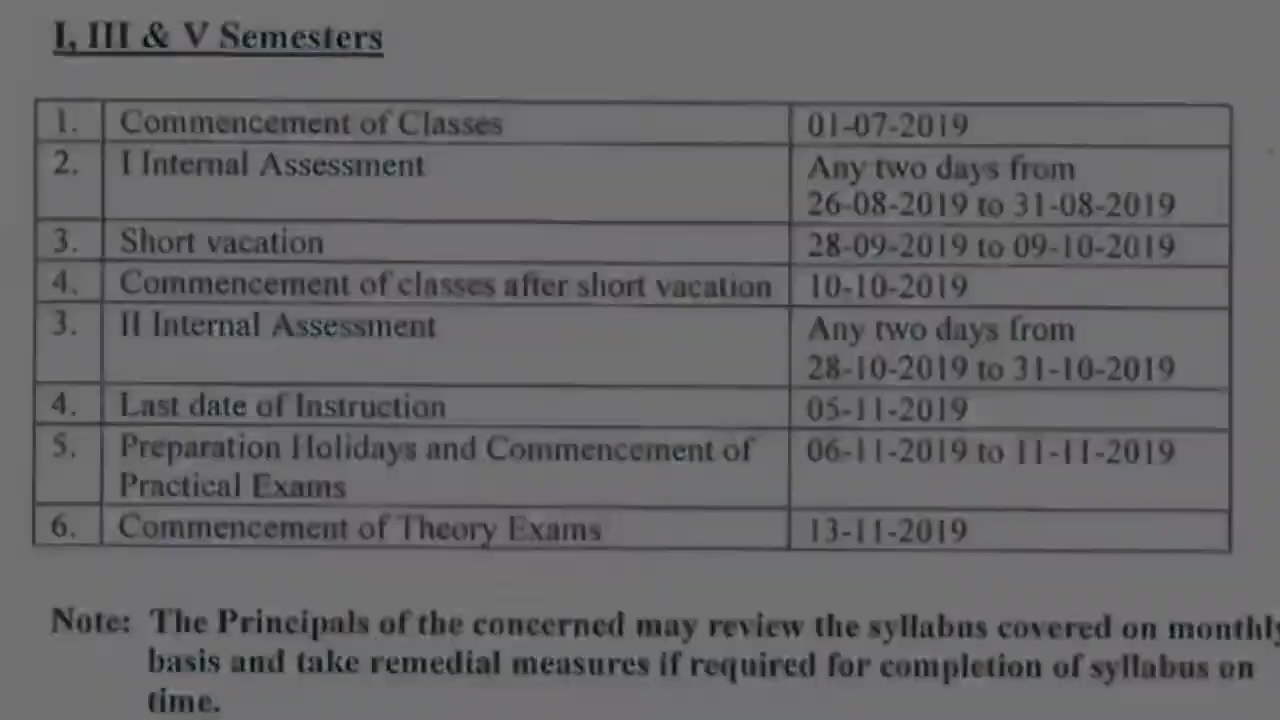 I, III & V Semesters
1. Commencement of Classes 01-07-2019
2. I Internal Assessment Any two days from
26-08-2019 to 31-08-2019
3. Short vacation 28-09-2019 to 09-10-2019
4. Commencement of classes after short vacation 10-10-2019
3. II Internal Assessment Any two days from
28-10-2019 to 31-10-2019
4. Last date of Instruction 05-11-2019
5. Preparation Holidays and Commencement of 06-11-2019 to 11-11-2019
Practical Exams
6. Commencement of Theory Exams 13-11-2019
Note: The Principals of the concerned may review the syllabus covered on monthly
basis and take remedial measures if required for completion of syllabus on
time.